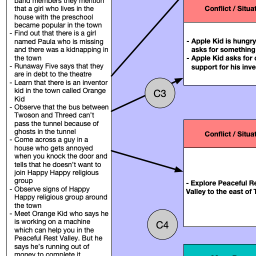 band members they mention
that a girl who lives in the
house with the preschool
became popular in the town
- Find out that there is a girl
named Paula who is missing
and there was a kidnapping in
the town
- Runaway Five says that they
are in debt to the theatre
- Learn that there is an inventor
kid in the town called Orange
Kid
- Observe that the bus between
Twoson and Threed can't
pass the tunnel because of
ghosts in the tunnel
- Come across a guy in a
house who gets annoyed
when you knock the door and
tells that he doesn't want to
join Happy Happy religious
group
- Observe signs of Happy
Happy religious group around
the town
- Meet Orange Kid who says he
is working on a machine
which can help you in the
Peaceful Rest Valley. But he
says he's running out of
money to complete it
C3
C4
Conflict / Situat
- Apple Kid is hungry
asks for something
- Apple Kid asks for
support for his inve
Conflict / Situat
- Explore Peaceful Re
Valley to the east of T